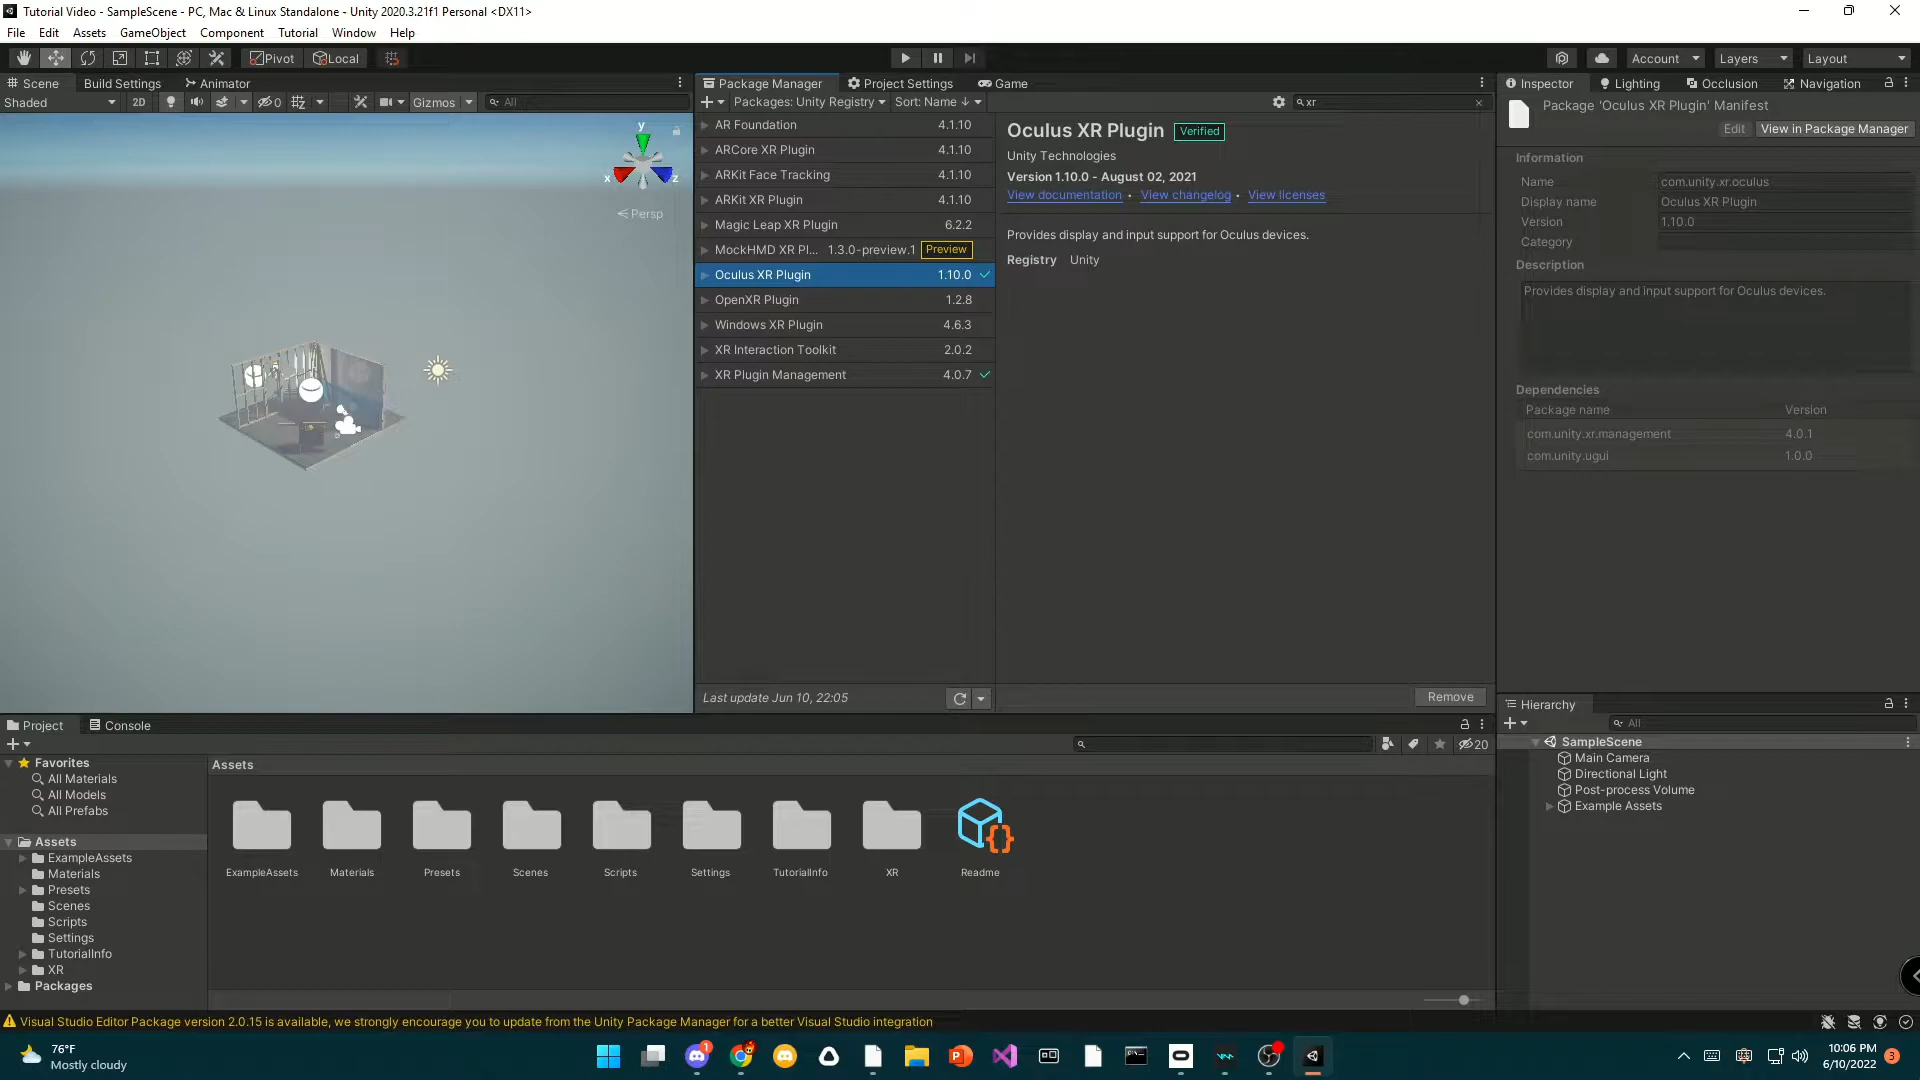 Tutorial Video - SampleScene - PC, Mac & Linux Standalone - Unity 2020.3.21f1 Personal <DX11>
File Edit Assets GameObject Component Tutorial Window Help
Pivot Local Account Layers Layout
Scene Build Settings Animator
Shaded 2D 0 Gizmos All
y
x z
Persp
Package Manager Project Settings Game
Packages: Unity Registry Sort: Name ↓ xr
AR Foundation 4.1.10
ARCore XR Plugin 4.1.10
ARKit Face Tracking 4.1.10
ARKit XR Plugin 4.1.10
Magic Leap XR Plugin 6.2.2
MockHMD XR Pl... 1.3.0-preview.1 Preview
Oculus XR Plugin 1.10.0
OpenXR Plugin 1.2.8
Windows XR Plugin 4.6.3
XR Interaction Toolkit 2.0.2
XR Plugin Management 4.0.7
Last update Jun 10, 22:05
Oculus XR Plugin Verified
Unity Technologies
Version 1.10.0 - August 02, 2021
View documentation • View changelog • View licenses
Provides display and input support for Oculus devices.
Registry Unity
Remove
Inspector Lighting Occlusion Navigation
Package 'Oculus XR Plugin' Manifest
Edit View in Package Manager
Information
Name com.unity.xr.oculus
Display name Oculus XR Plugin
Version 1.10.0
Category
Description
Provides display and input support for Oculus devices.
Dependencies
Package name Version
com.unity.xr.management 4.0.1
com.unity.ugui 1.0.0
Hierarchy
All
SampleScene
Main Camera
Directional Light
Post-process Volume
Example Assets
Project Console
20
Favorites
All Materials
All Models
All Prefabs
Assets
ExampleAssets
Materials
Presets
Scenes
Scripts
Settings
TutorialInfo
XR
Packages
Assets
ExampleAssets Materials Presets Scenes Scripts Settings TutorialInfo XR Readme
Visual Studio Editor Package version 2.0.15 is available, we strongly encourage you to update from the Unity Package Manager for a better Visual Studio integration
76°F
Mostly cloudy
1
10:06 PM
6/10/2022
3